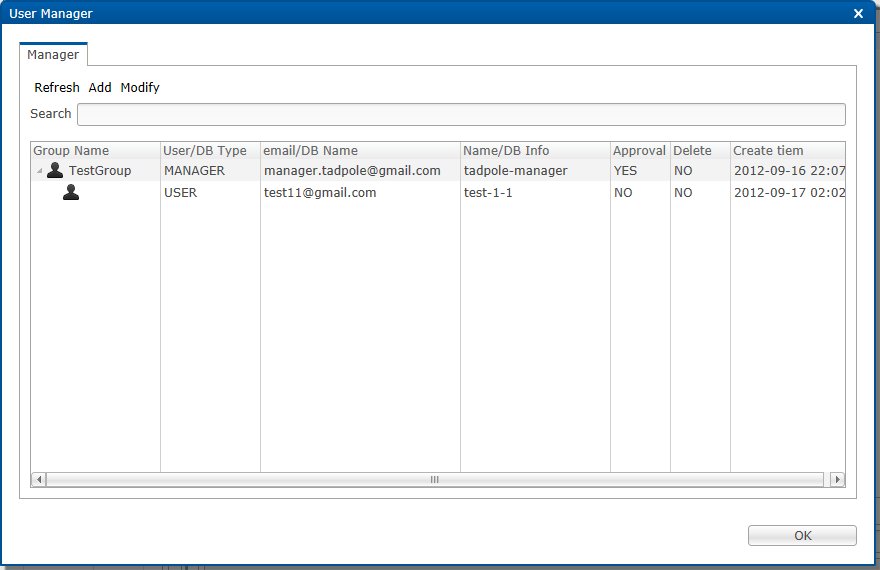 User Manager
Manager
Refresh Add Modify
Search
Group Name User/DB Type email/DB Name Name/DB Info Approval Delete Create tiem
TestGroup MANAGER manager.tadpole@gmail.com tadpole-manager YES NO 2012-09-16 22:07
USER test11@gmail.com test-1-1 NO NO 2012-09-17 02:02
OK